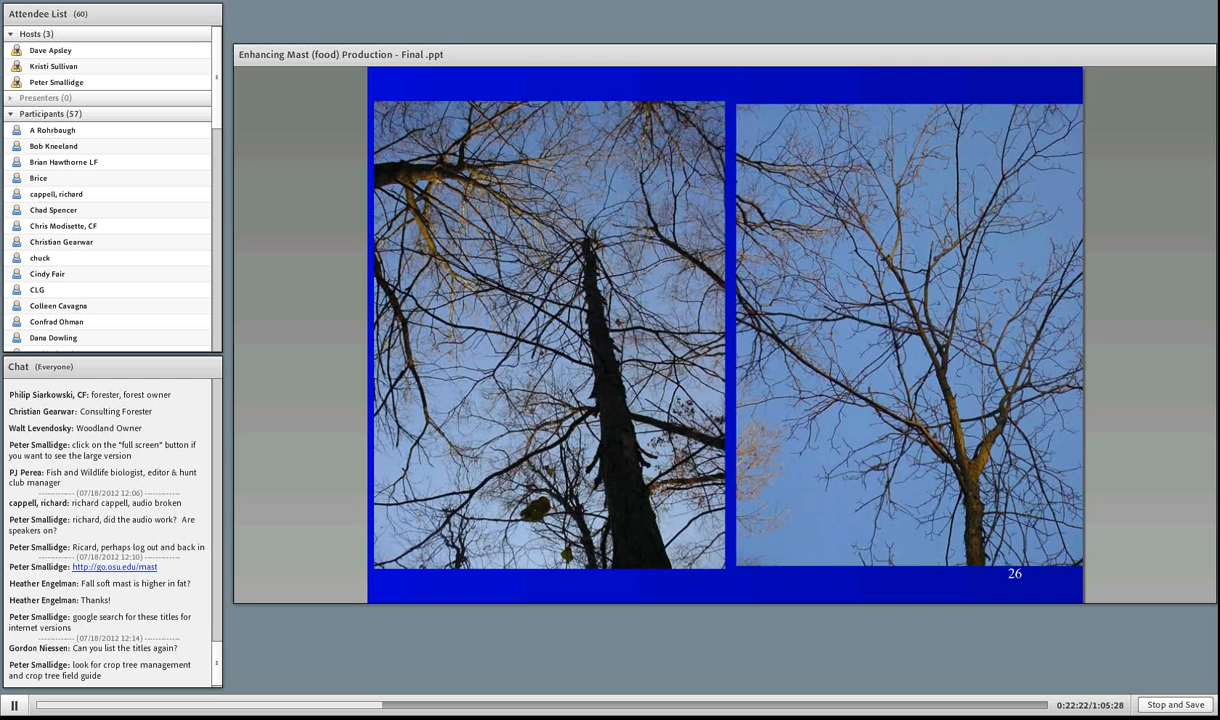 Attendee List (60)
Hosts (3)
Dave Apsley
Kristi Sullivan
Peter Smallidge
Presenters (0)
Participants (57)
A Rohrbaugh
Bob Kneeland
Brian Hawthorne LF
Brice
cappell, richard
Chad Spencer
Chris Modisette, CF
Christian Gearwar
chuck
Cindy Fair
CLG
Colleen Cavagna
Confrad Ohman
Dana Dowling
Chat (Everyone)
Philip Siarkowski, CF: forester, forest owner
Christian Gearwar: Consulting Forester
Walt Levendosky: Woodland Owner
Peter Smallidge: click on the "full screen" button if
you want to see the large version
PJ Perea: Fish and Wildlife biologist, editor & hunt
club manager
------------- (07/18/2012 12:06) -------------
cappell, richard: richard cappell, audio broken
Peter Smallidge: richard, did the audio work?  Are
speakers on?
Peter Smallidge: Ricard, perhaps log out and back in
------------- (07/18/2012 12:10) -------------
Peter Smallidge: http://go.osu.edu/mast
Heather Engelman: Fall soft mast is higher in fat?
Heather Engelman: Thanks!
Peter Smallidge: google search for these titles for
internet versions
------------- (07/18/2012 12:14) -------------
Gordon Niessen: Can you list the titles again?
Peter Smallidge: look for crop tree management
and crop tree field guide
Enhancing Mast (food) Production - Final .ppt
26
0:22:22/1:05:28
Stop and Save